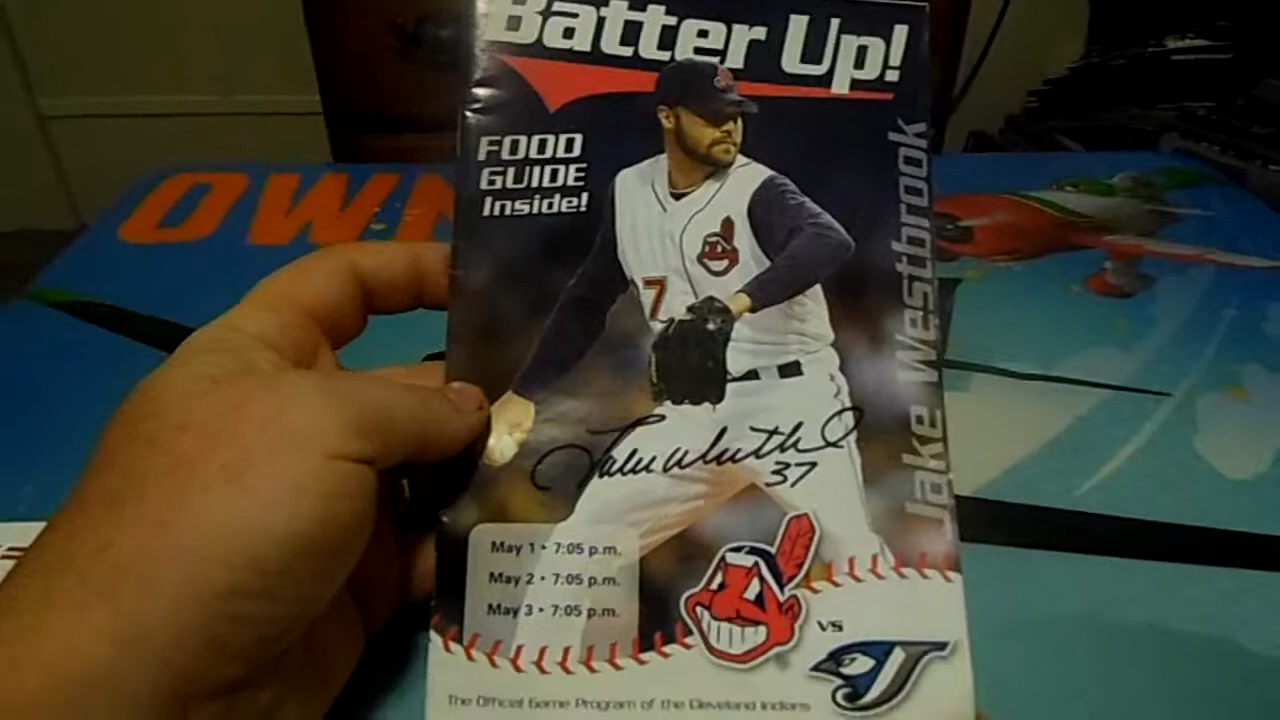 Batter Up!
FOOD
GUIDE
Inside!
Jake Westbrook
OWN
7
37
May 1 • 7:05 p.m.
May 2 • 7:05 p.m.
May 3 • 7:05 p.m.
vs
The Official Game Program of the Cleveland Indians